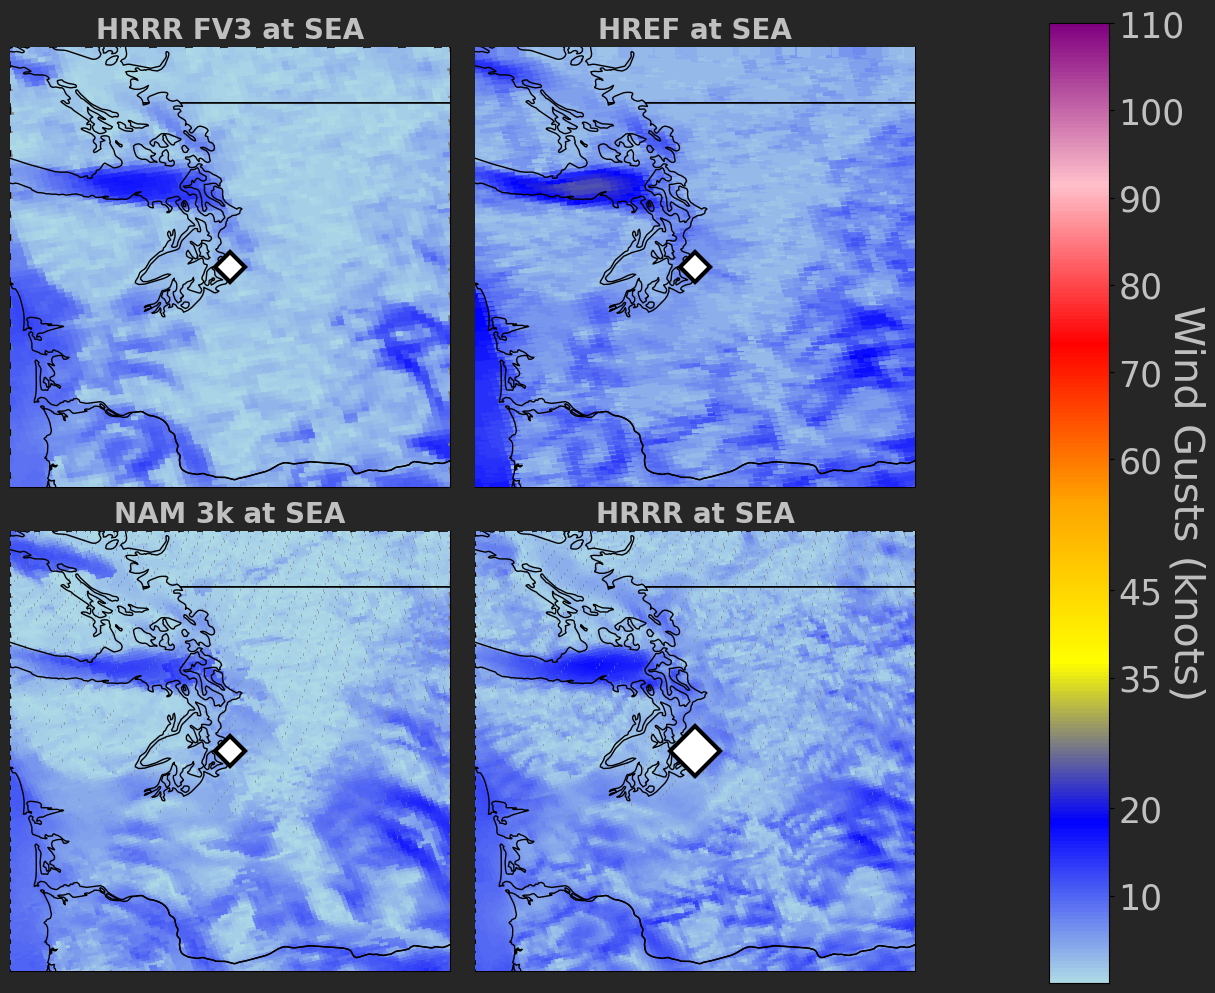 HRRR FV3 at SEA
HREF at SEA
NAM 3k at SEA
HRRR at SEA
110
100
90
80
70
60
45
35
20
10
Wind Gusts (knots)